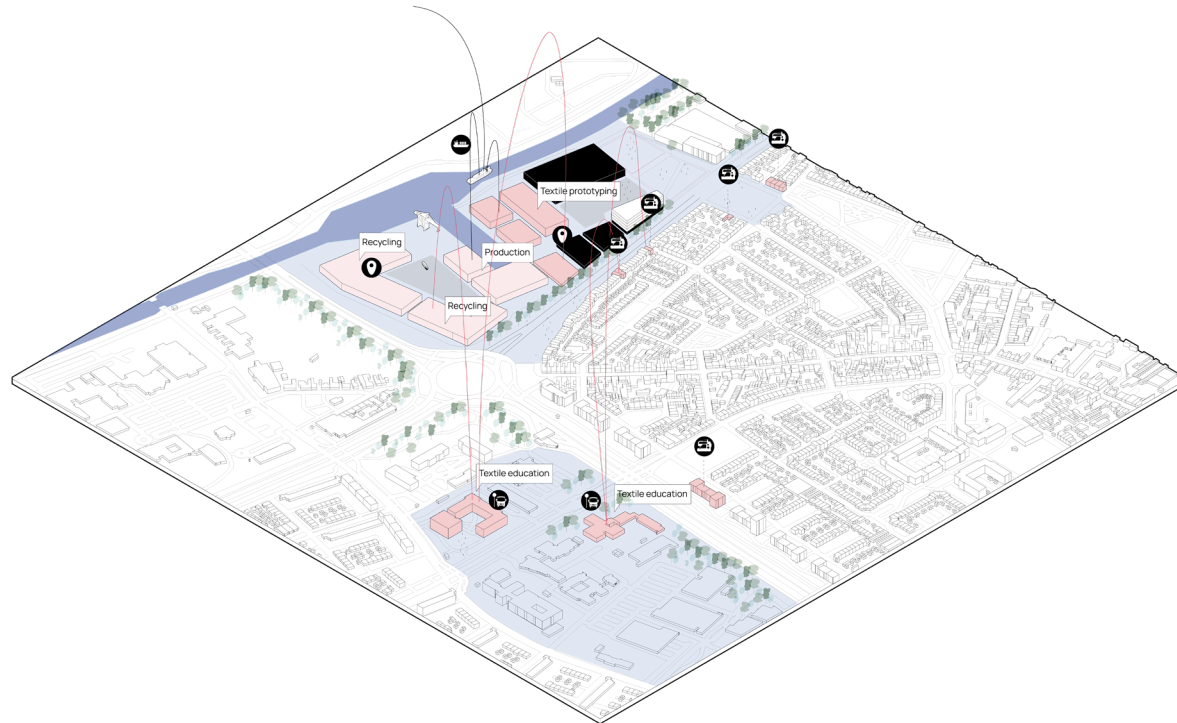 Textile prototyping
Recycling
Production
Recycling
Textile education
Textile education